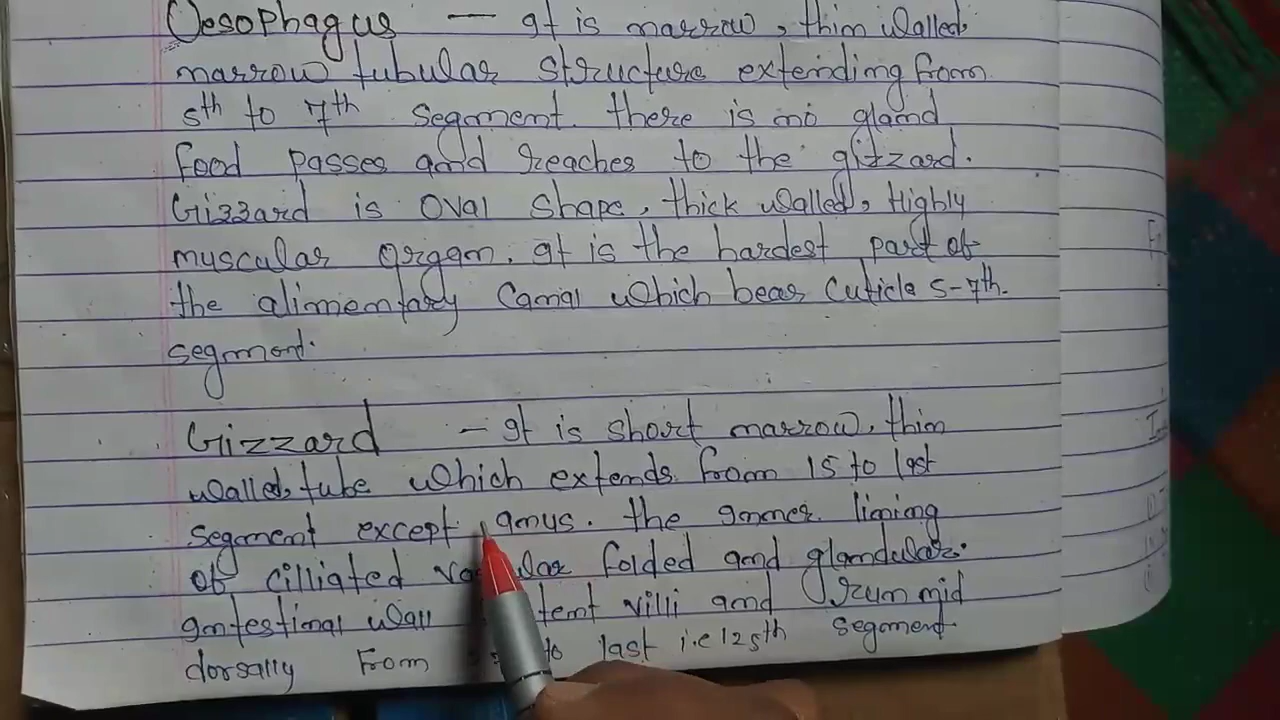 Oesophagus — It is narrow, thin walled.
narrow tubular structure extending from
5th to 7th segment. there is no gland
food passes and reaches to the gizzard.
Gizzard is oval shape, thick walled, Highly
muscular organ. It is the hardest part of
the alimentary canal which bear cuticle 5-7th.
segment.
Gizzard - It is short narrow, thin
walled, tube which extends from 15 to last
segment except anus. the inner lining
of cilliated folded and glandular.
intestinal wall villi and run mid
dorsally from to last i.e 125th segment